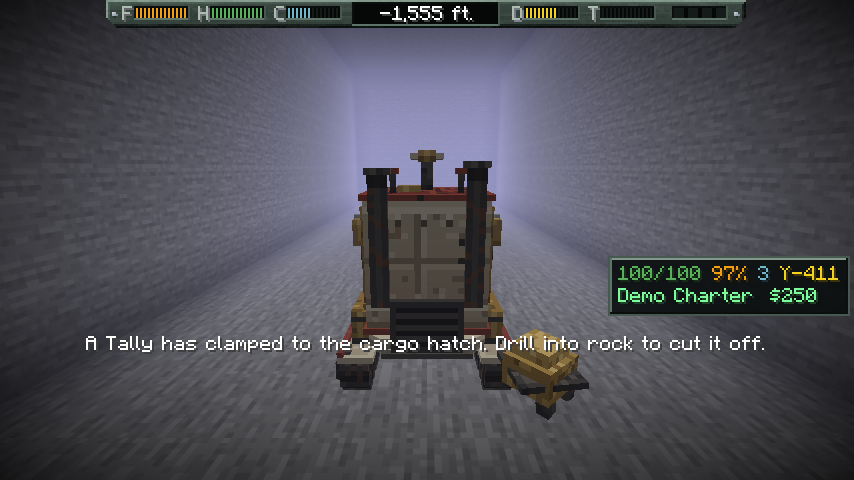 F H C -1,555 ft. D T
100/100 97% 3 Y-411
Demo Charter $250
A Tally has clamped to the cargo hatch. Drill into rock to cut it off.